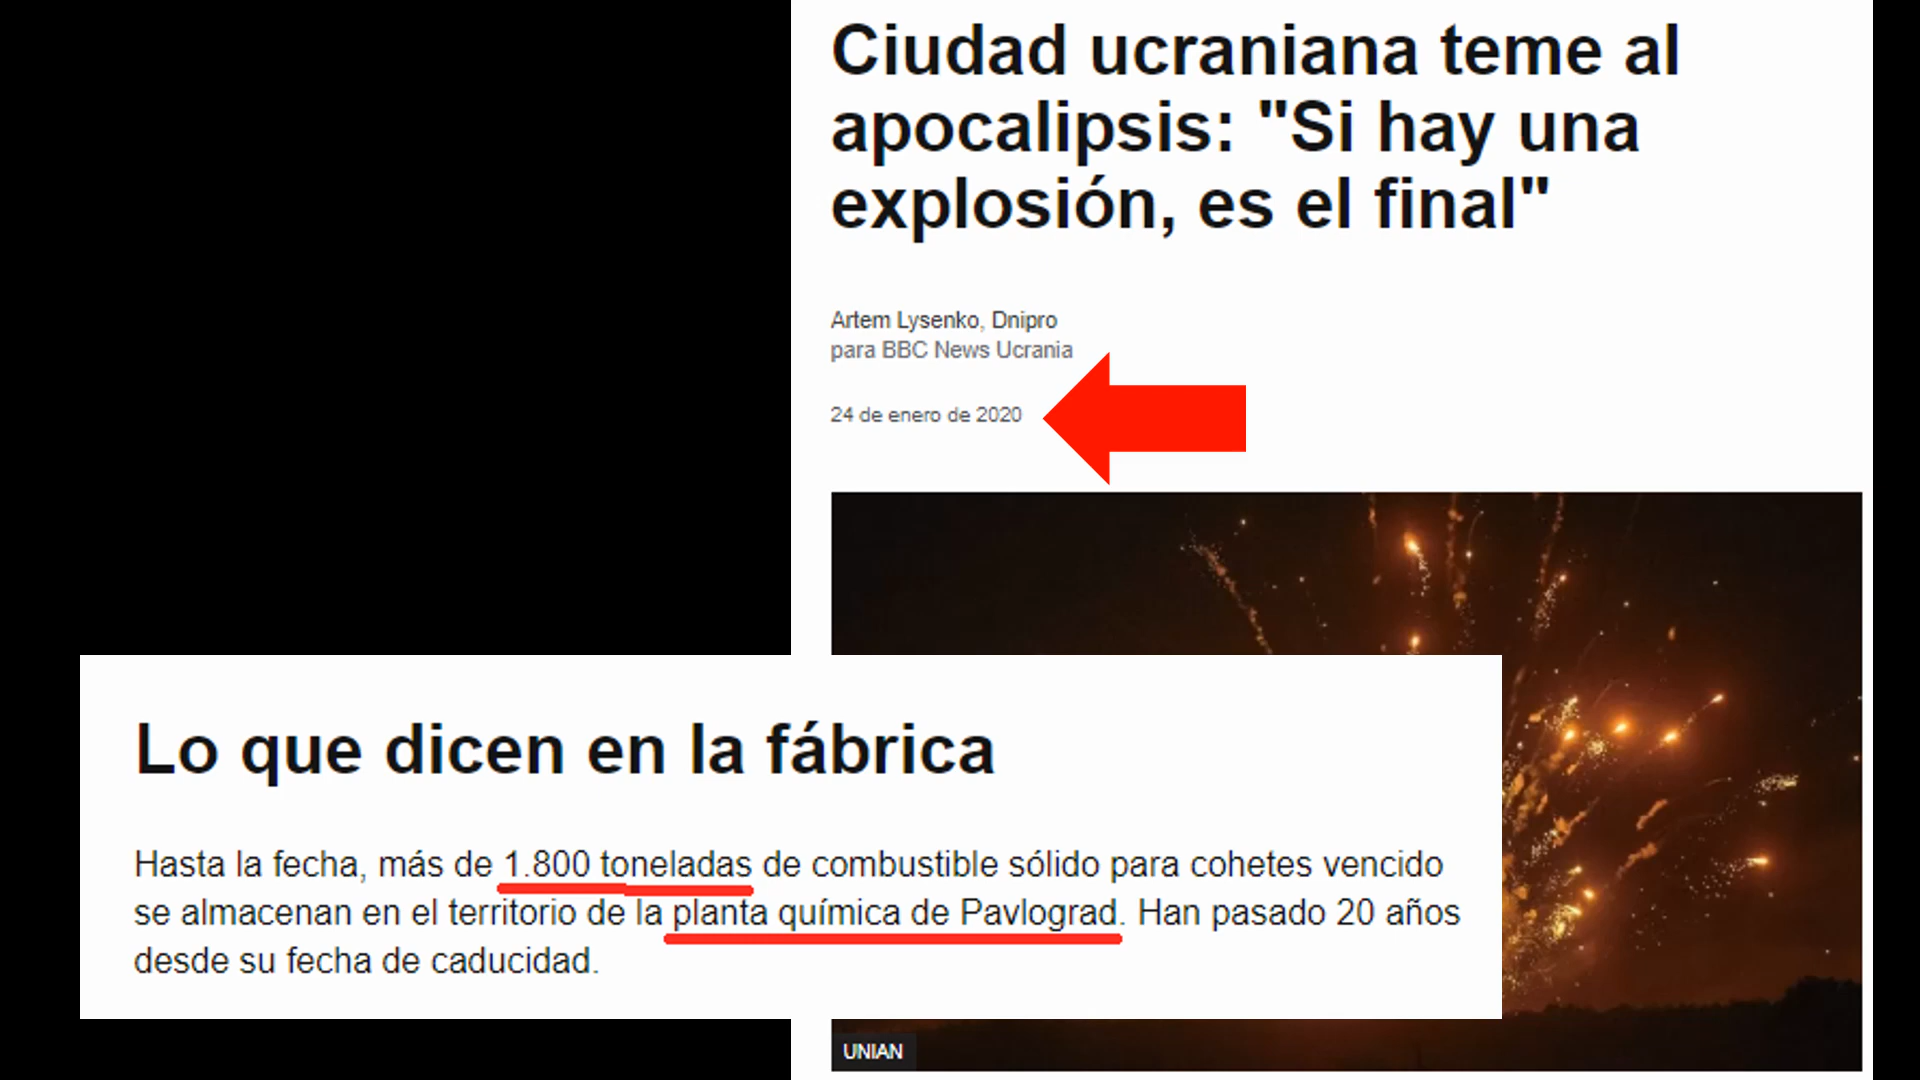 Ciudad ucraniana teme al
apocalipsis: "Si hay una
explosión, es el final"
Artem Lysenko, Dnipro
para BBC News Ucrania
24 de enero de 2020
Lo que dicen en la fábrica
Hasta la fecha, más de 1.800 toneladas de combustible sólido para cohetes vencido
se almacenan en el territorio de la planta química de Pavlograd. Han pasado 20 años
desde su fecha de caducidad.
UNIAN